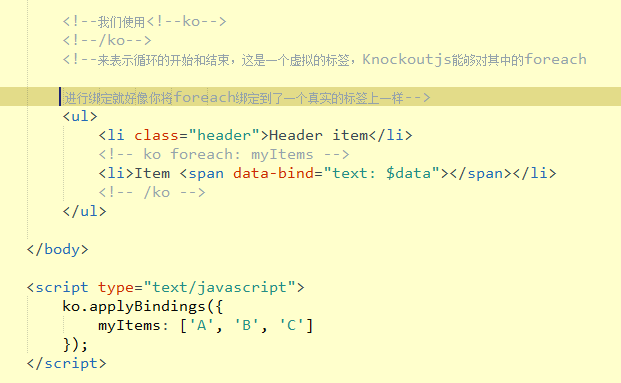 <!--我们使用<!--ko-->
<!--/ko-->
<!--来表示循环的开始和结束，这是一个虚拟的标签，Knockoutjs能够对其中的foreach
进行绑定就好像你将foreach绑定到了一个真实的标签上一样-->
<ul>
<li class="header">Header item</li>
<!-- ko foreach: myItems -->
<li>Item <span data-bind="text: $data"></span></li>
<!-- /ko -->
</ul>
</body>
<script type="text/javascript">
ko.applyBindings({
myItems: ['A', 'B', 'C']
});
</script>